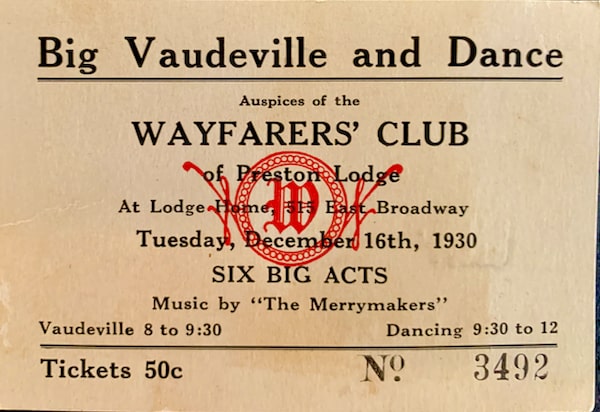 Big Vaudeville and Dance
Auspices of the
WAYFARERS' CLUB
of Preston Lodge
W
At Lodge Home, 515 East Broadway
Tuesday, December 16th, 1930
SIX BIG ACTS
Music by "The Merrymakers"
Vaudeville 8 to 9:30 Dancing 9:30 to 12
Tickets 50c Nº 3492